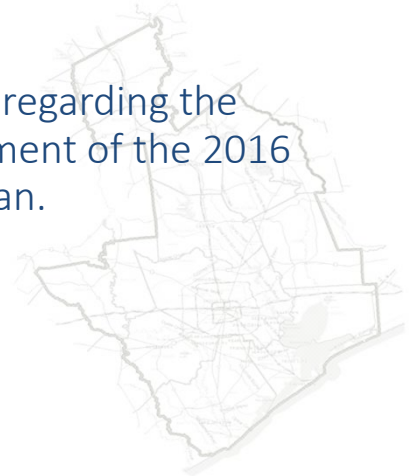 regarding the
ment of the 2016
an.